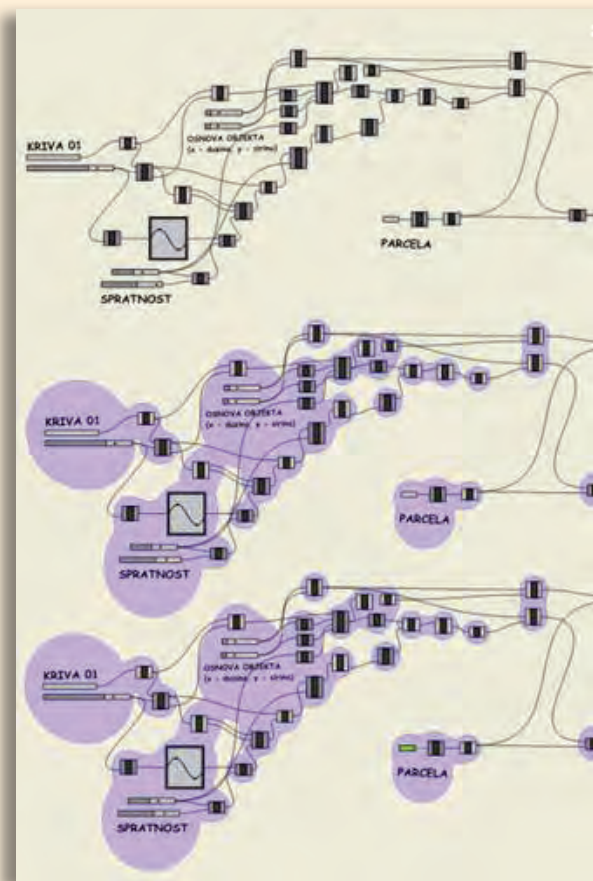 KRIVA 01
OSNOVA OBJEKTA
(x - duzina, y - sirina)
SPRATNOST
PARCELA
KRIVA 01
OSNOVA OBJEKTA
(x - duzina, y - sirina)
SPRATNOST
PARCELA
KRIVA 01
OSNOVA OBJEKTA
(x - duzina, y - sirina)
SPRATNOST
PARCELA